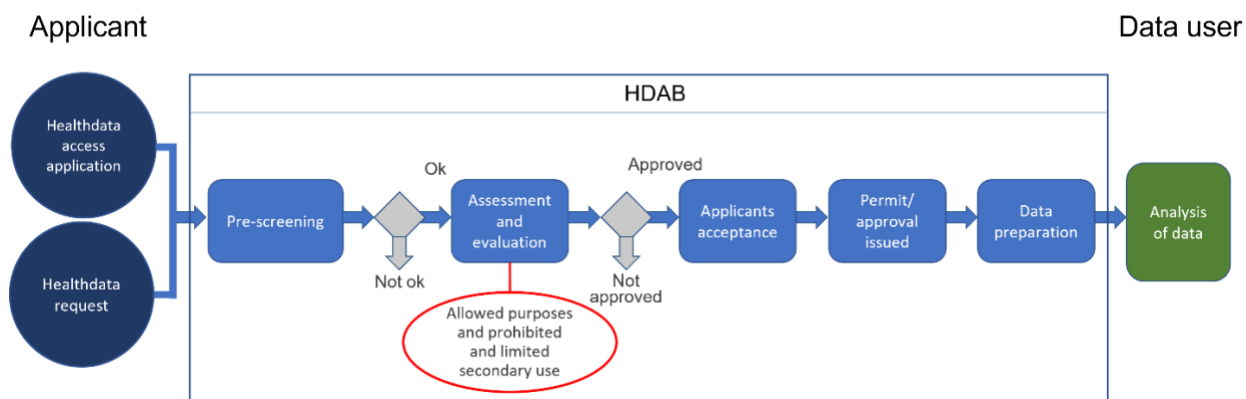 Applicant
Data user
HDAB
Healthdata
access
application
Healthdata
request
Pre-screening
Ok
Not ok
Assessment
and
evaluation
Allowed purposes
and prohibited
and limited
secondary use
Approved
Not
approved
Applicants
acceptance
Permit/
approval
issued
Data
preparation
Analysis
of data